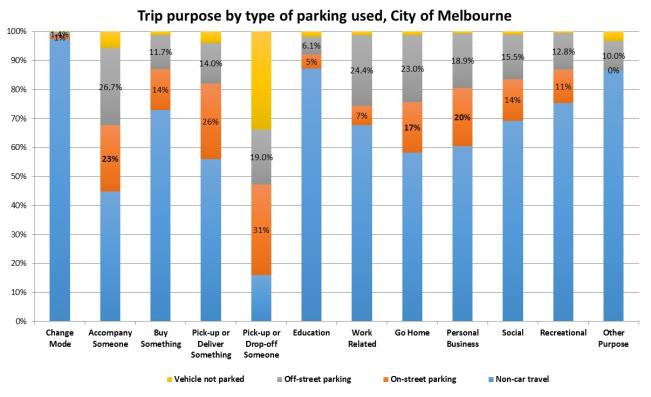 Trip purpose by type of parking used, City of Melbourne
100%
90%
80%
70%
60%
50%
40%
30%
20%
10%
0%
1.4%
1%
26.7%
23%
11.7%
14%
14.0%
26%
19.0%
31%
6.1%
5%
24.4%
7%
23.0%
17%
18.9%
20%
15.5%
14%
12.8%
11%
10.0%
0%
Change Mode
Accompany Someone
Buy Something
Pick-up or Deliver Something
Pick-up or Drop-off Someone
Education
Work Related
Go Home
Personal Business
Social
Recreational
Other Purpose
Vehicle not parked
Off-street parking
On-street parking
Non-car travel